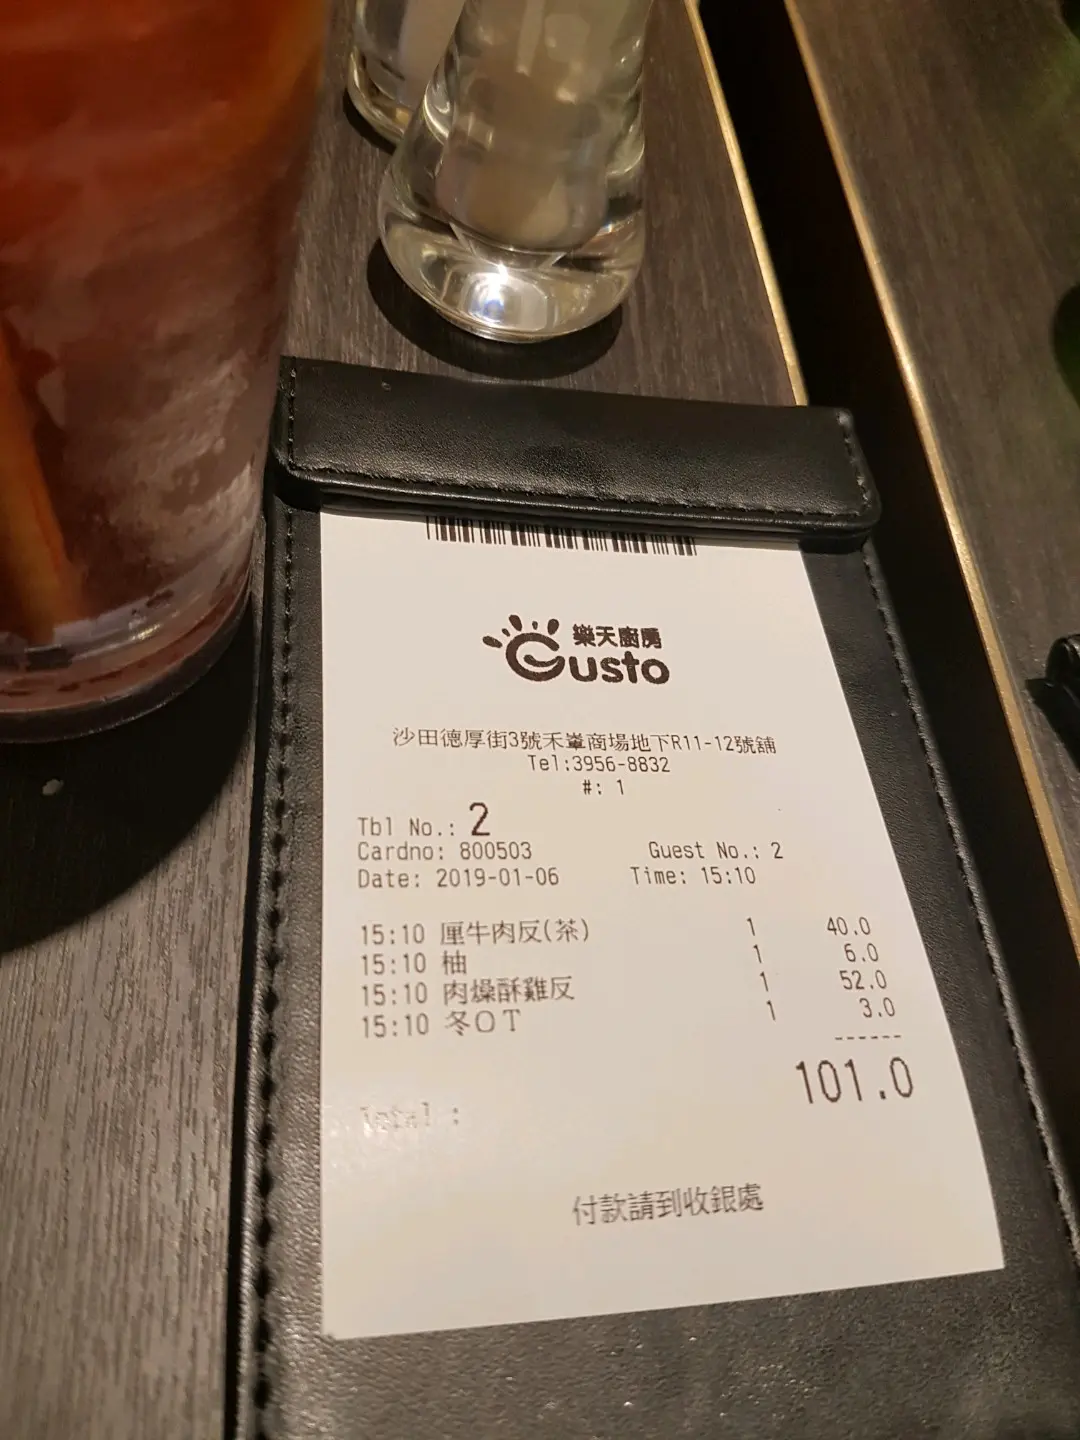 樂天廚房
Gusto
沙田德厚街3號禾輋商場地下R11-12號舖
Tel:3956-8832
#: 1
Tbl No.: 2
Cardno: 800503 Guest No.: 2
Date: 2019-01-06 Time: 15:10
15:10 厘牛肉反(茶) 1 40.0
15:10 柚 1 6.0
15:10 肉燥酥雞反 1 52.0
15:10 冬OT 1 3.0
------
101.0
Total :
付款請到收銀處